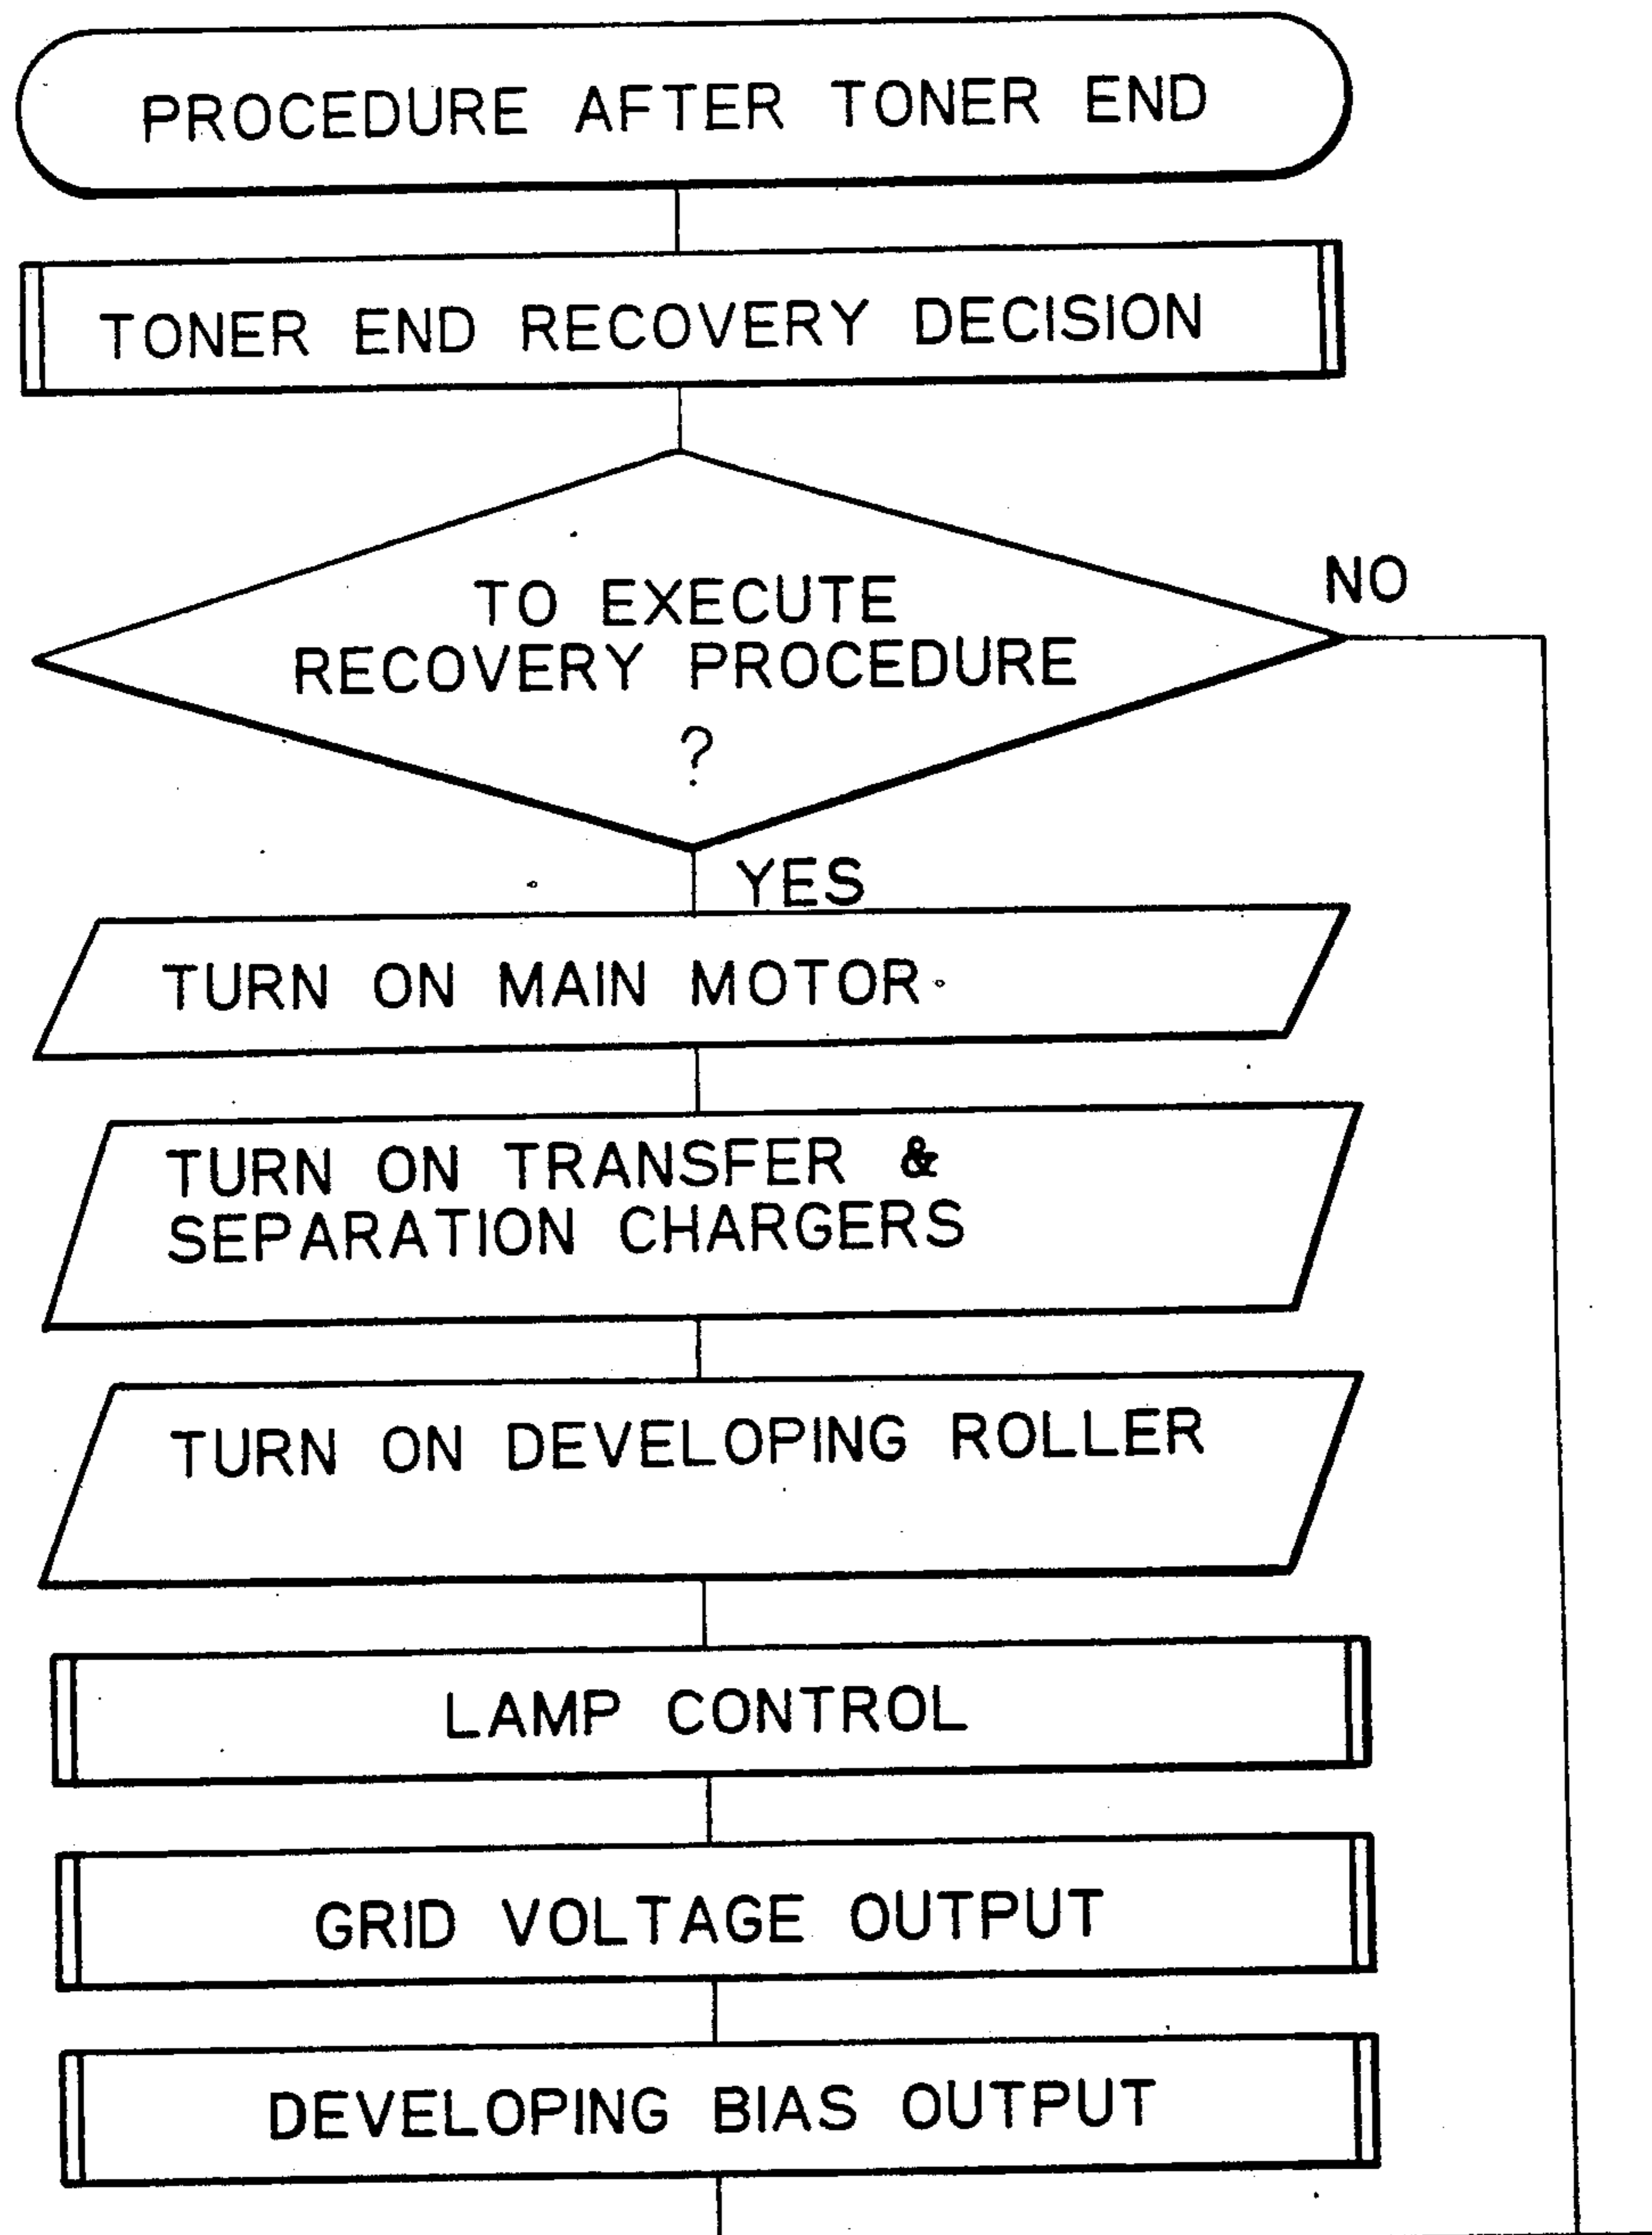 PROCEDURE AFTER TONER END
TONER END RECOVERY DECISION
TO EXECUTE
RECOVERY PROCEDURE
?
NO
YES
TURN ON MAIN MOTOR
TURN ON TRANSFER &
SEPARATION CHARGERS
TURN ON DEVELOPING ROLLER
LAMP CONTROL
GRID VOLTAGE OUTPUT
DEVELOPING BIAS OUTPUT